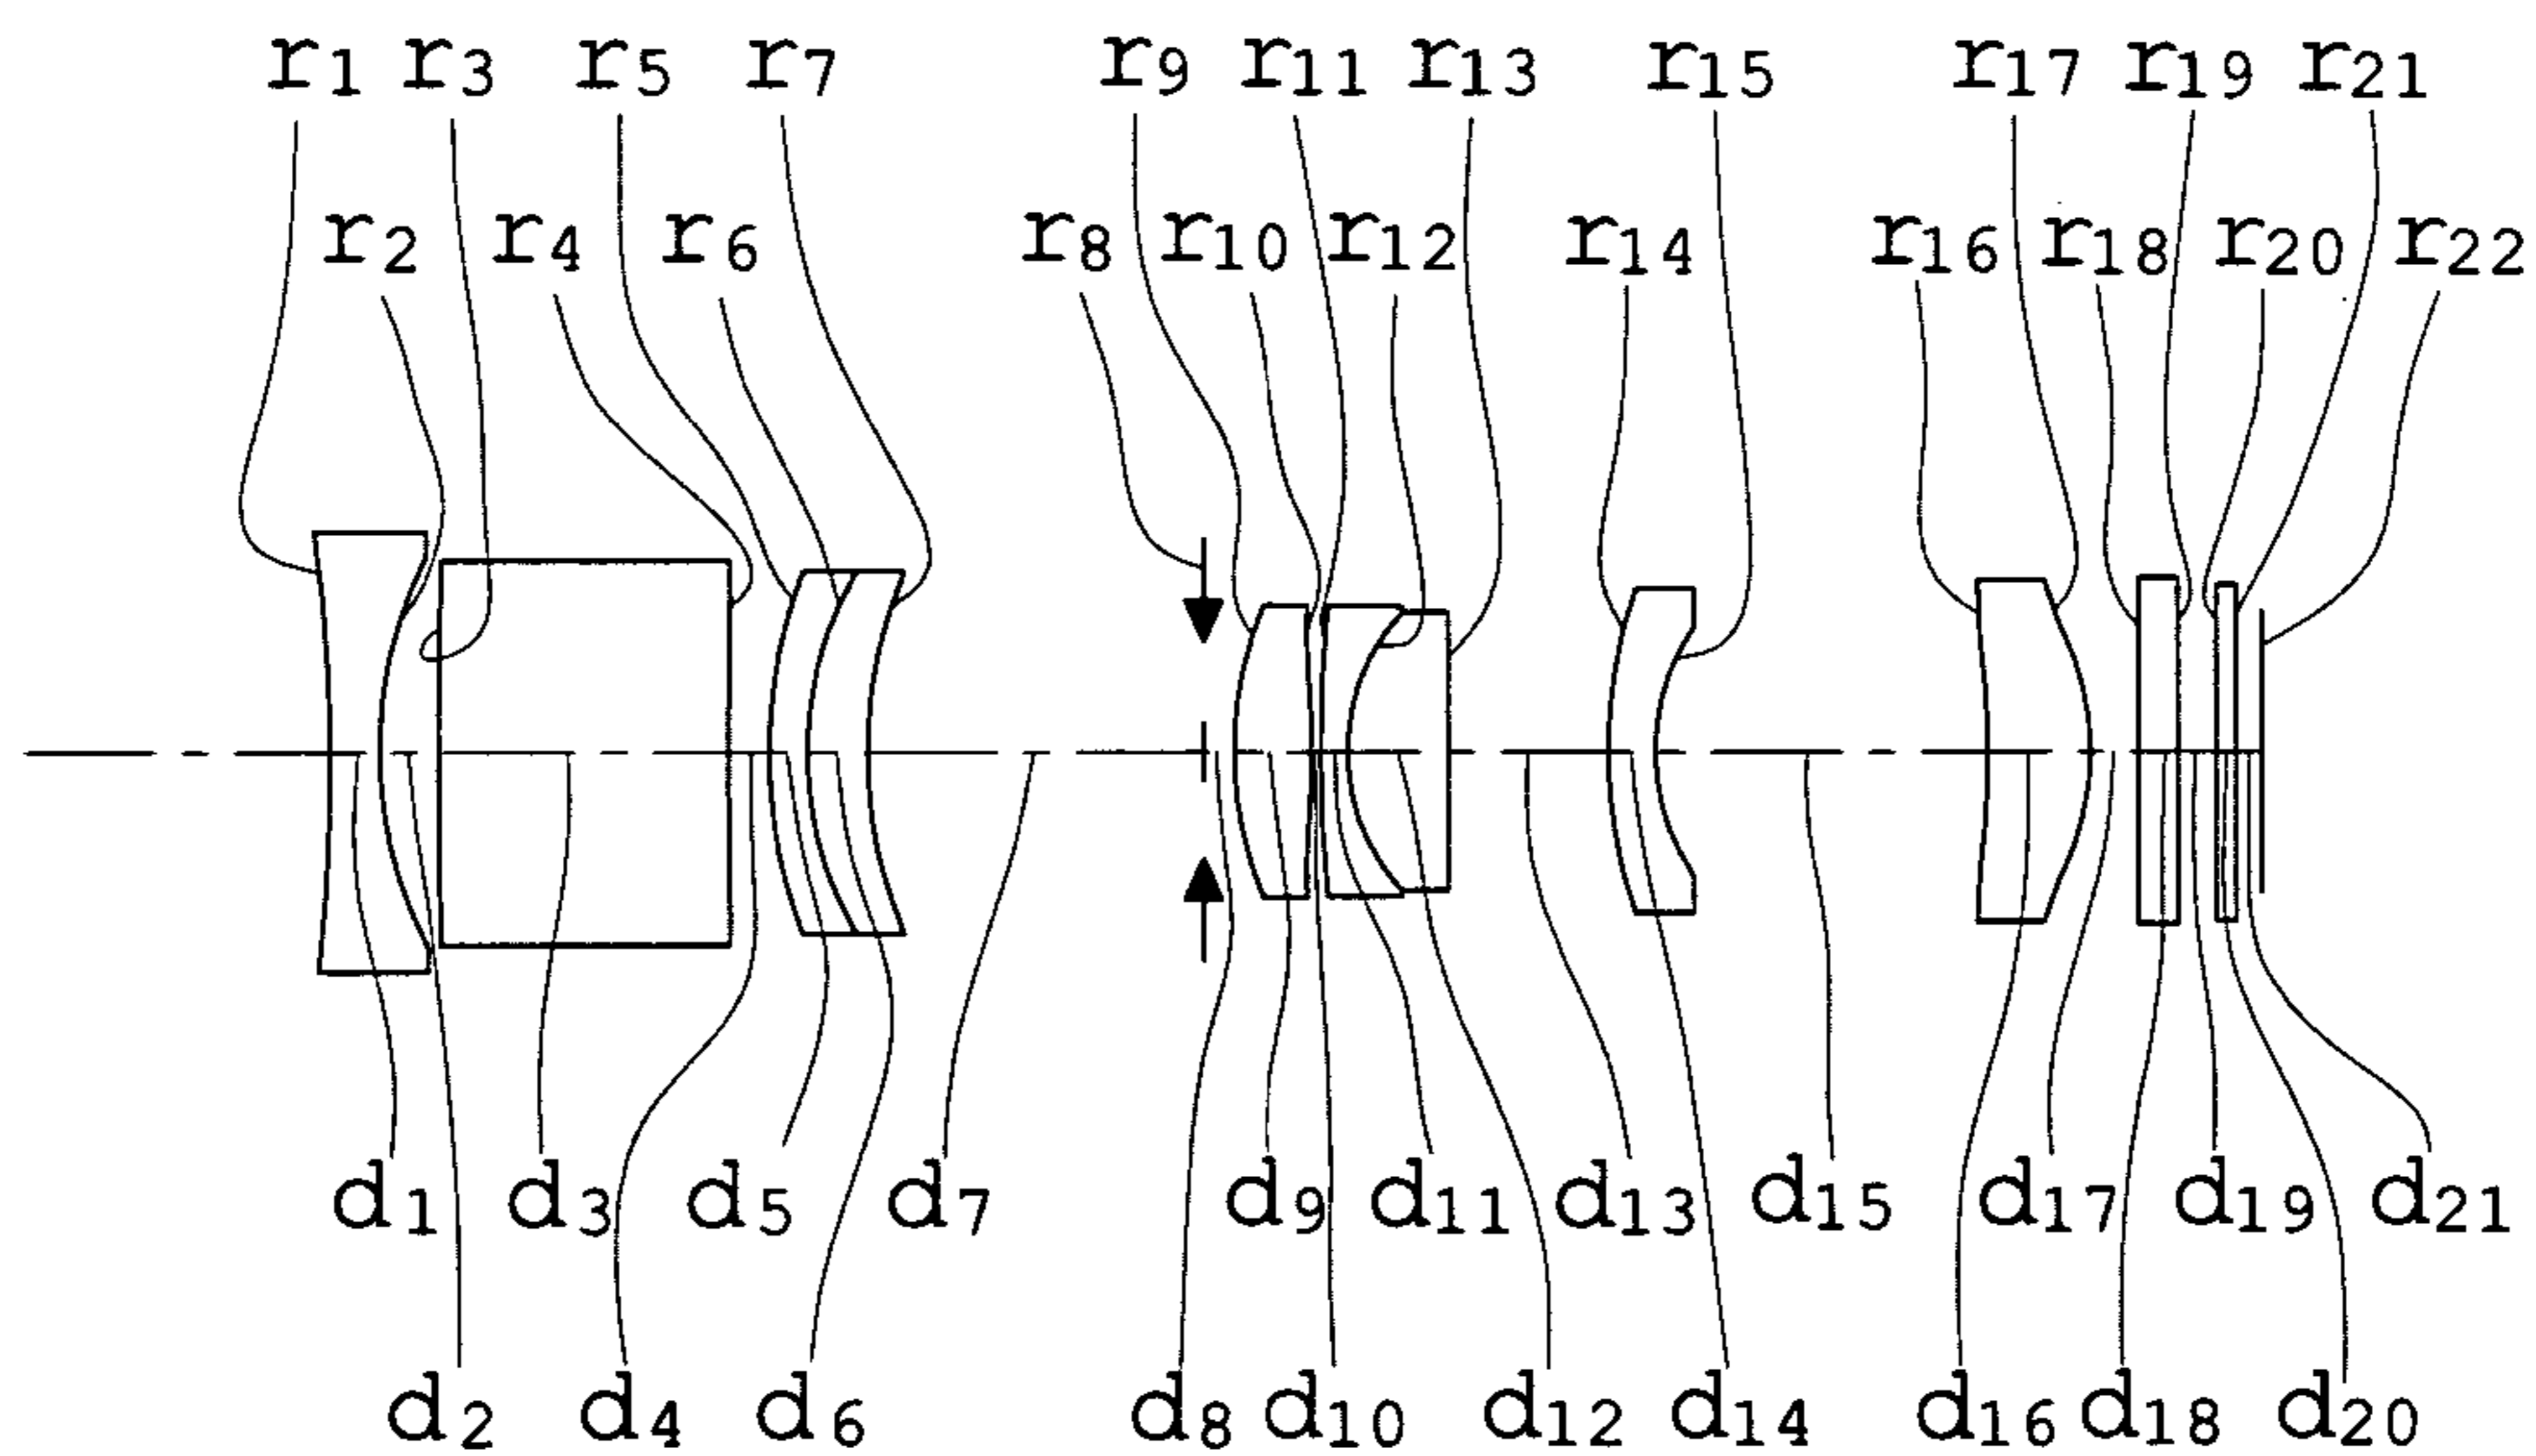 r1 r3 r5 r7 r9 r11 r13 r15 r17 r19 r21
r2 r4 r6 r8 r10 r12 r14 r16 r18 r20 r22
d1 d3 d5 d7 d9 d11 d13 d15 d17 d19 d21
d2 d4 d6 d8 d10 d12 d14 d16 d18 d20